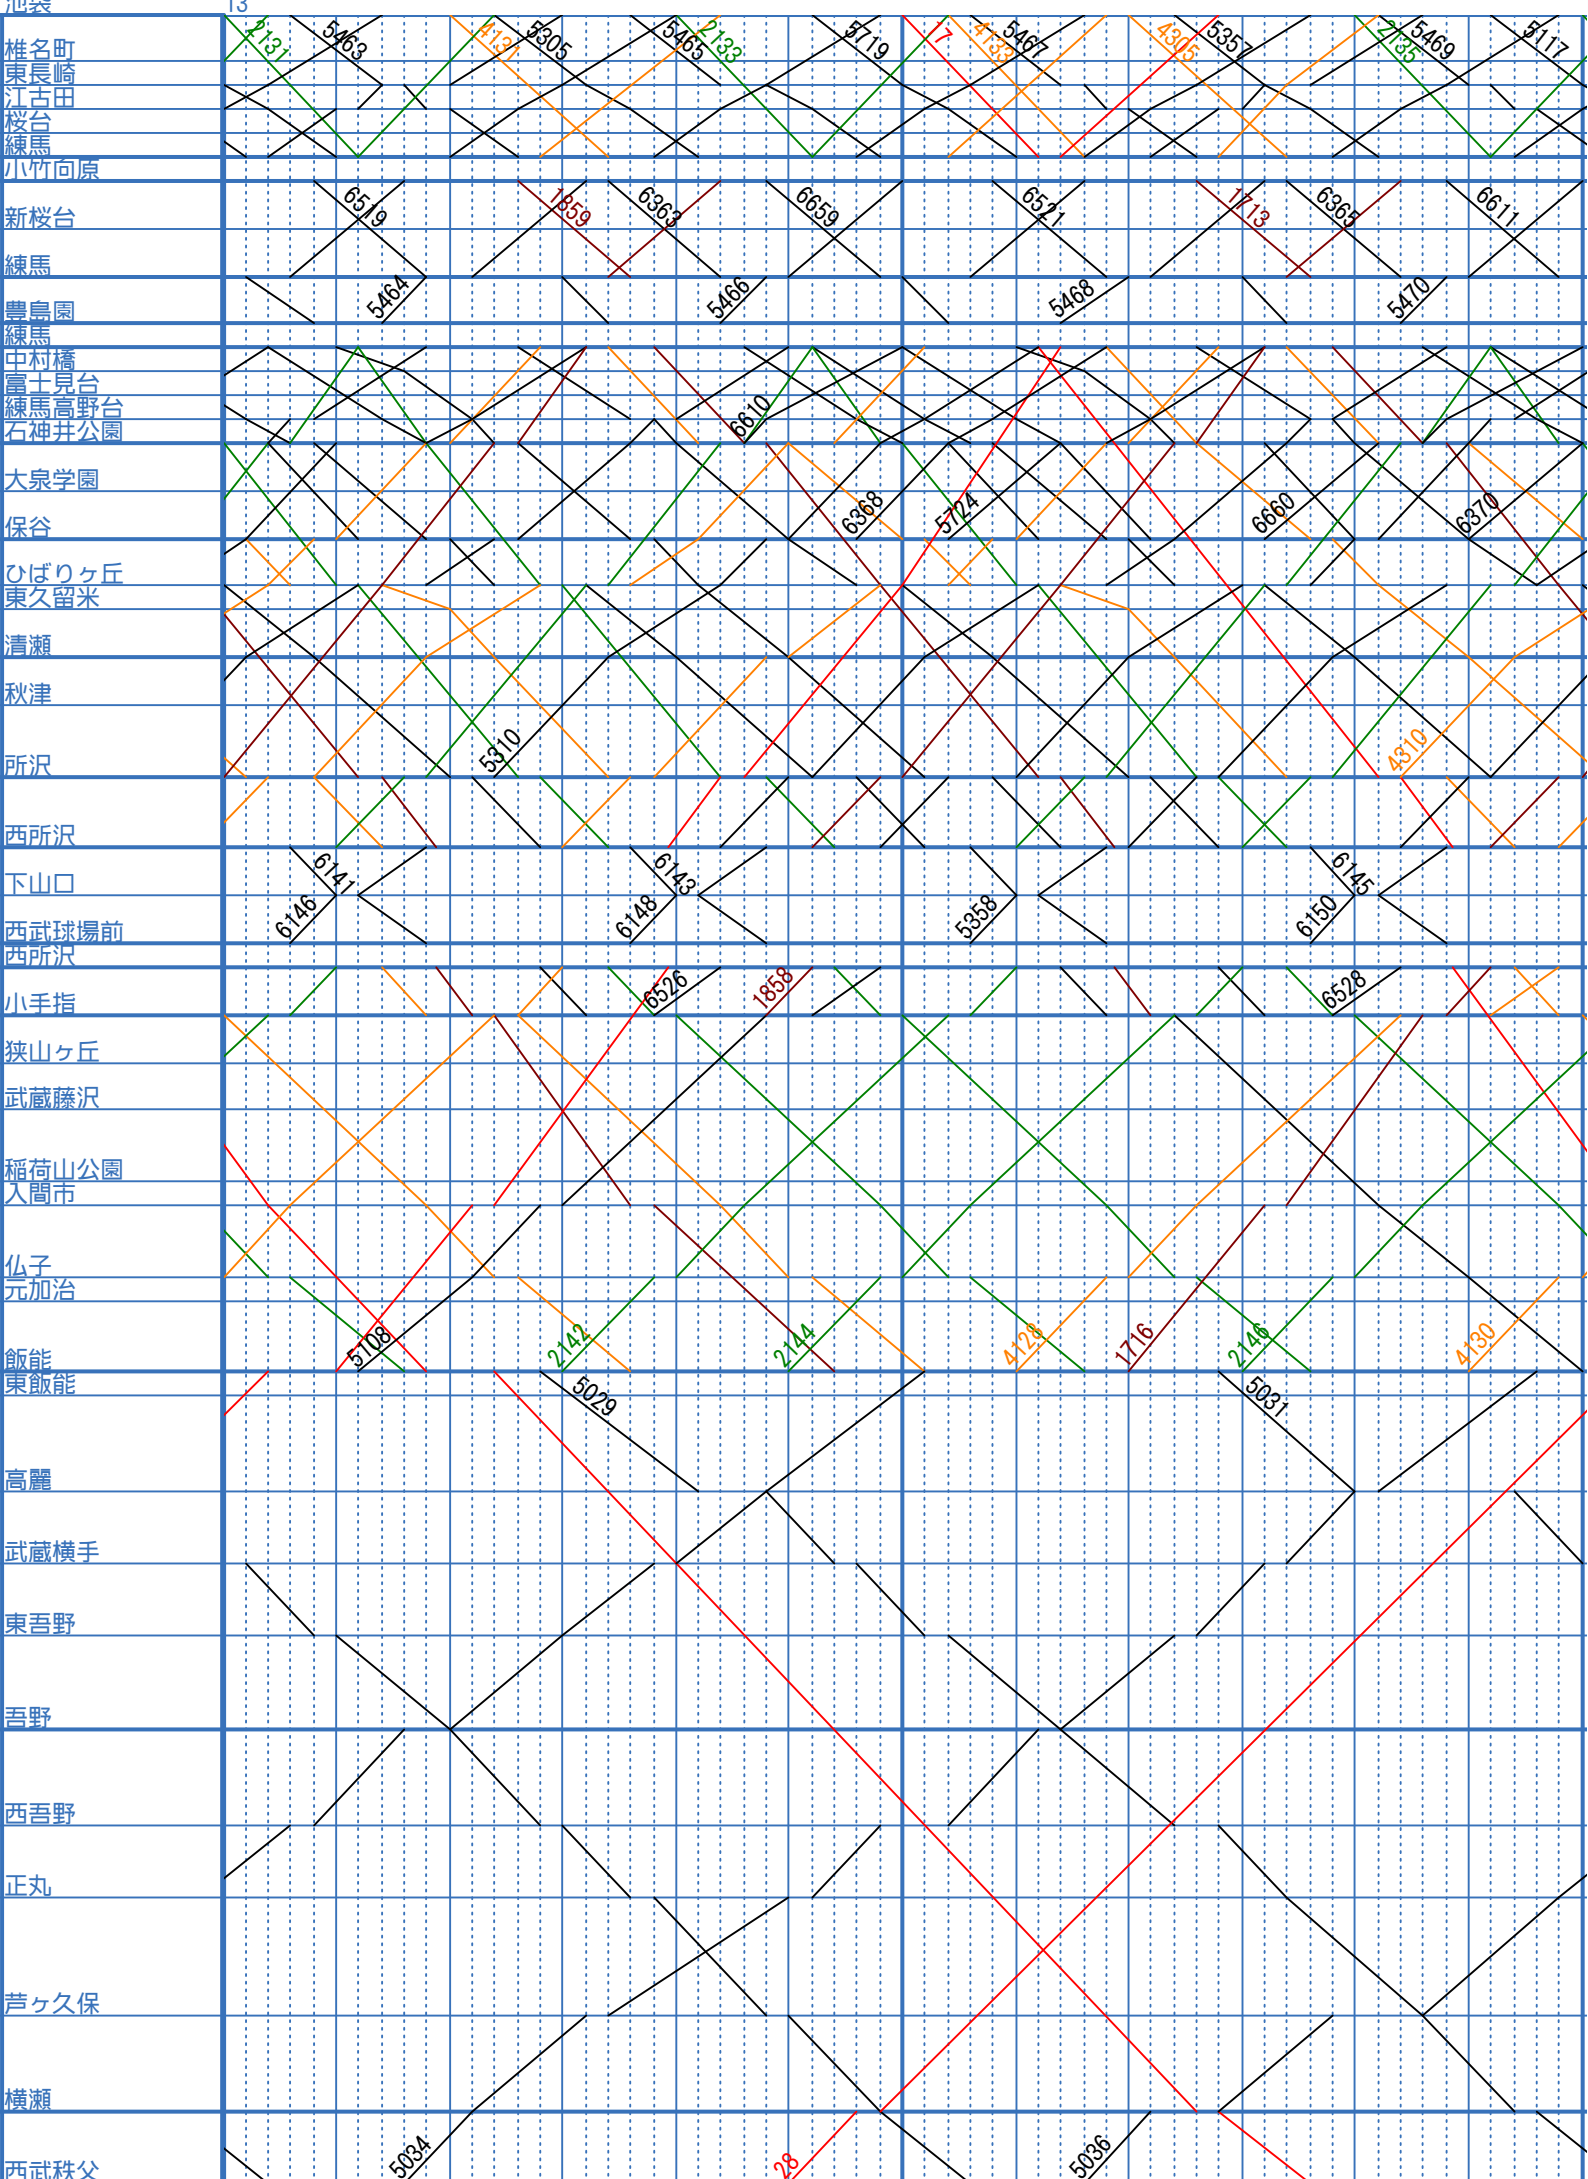 池袋 13
2131 5463 4131 5305 5465 2133 5719 17 4133 5467 4305 5357 2135 5469 5117
椎名町
東長崎
江古田
桜台
練馬
小竹向原
6519 1859 6363 6659 6521 1713 6365 6611
新桜台
練馬
5464 5466 5468 5470
豊島園
練馬
中村橋
富士見台
練馬高野台
6610
石神井公園
大泉学園
6368 5724 6660 6370
保谷
ひばりヶ丘
東久留米
清瀬
秋津
5310 4310
所沢
西所沢
6141 6143 6145
下山口
6146 6148 5358 6150
西武球場前
西所沢
6526 1858 6528
小手指
狭山ヶ丘
武蔵藤沢
稲荷山公園
入間市
仏子
元加治
5108 2142 2144 4128 1716 2146 4130
飯能
東飯能
5029 5031
高麗
武蔵横手
東吾野
吾野
西吾野
正丸
芦ヶ久保
横瀬
5034 28 5036
西武秩父